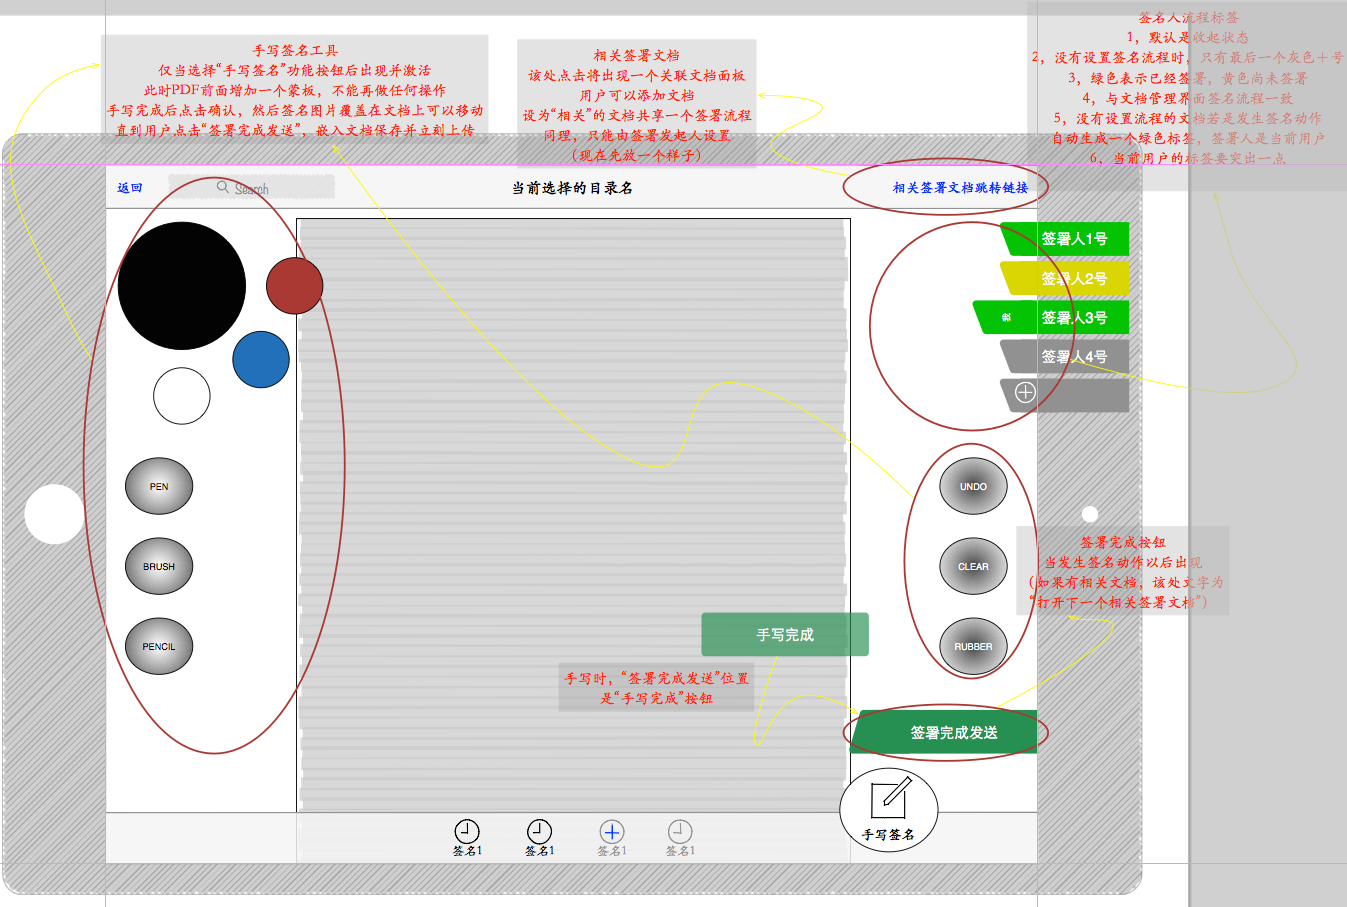 签名人流程标签
1，默认是收起状态
2，没有设置签名流程时，只有最后一个灰色＋号
3，绿色表示已经签署，黄色尚未签署
4，与文档管理界面签名流程一致
5，没有设置流程的文档若是发生签名动作
自动生成一个绿色标签，签署人是当前用户
6，当前用户的标签要突出一点
手写签名工具
仅当选择“手写签名”功能按钮后出现并激活
此时PDF前面增加一个蒙板，不能再做任何操作
手写完成后点击确认，然后签名图片覆盖在文档上可以移动
直到用户点击“签署完成发送”，嵌入文档保存并立刻上传
相关签署文档
该处点击将出现一个关联文档面板
用户可以添加文档
设为“相关”的文档共享一个签署流程
同理，只能由签署发起人设置
（现在先放一个样子）
返回
Search
当前选择的目录名
相关签署文档跳转链接
签署人1号
签署人2号
签署人3号
签署人4号
PEN
BRUSH
PENCIL
UNDO
CLEAR
RUBBER
签署完成按钮
当发生签名动作以后出现
（如果有相关文档，该处文字为
“打开下一个相关签署文档”）
手写完成
手写时，“签署完成发送”位置
是“手写完成”按钮
签署完成发送
手写签名
签名1
签名1
签名1
签名1